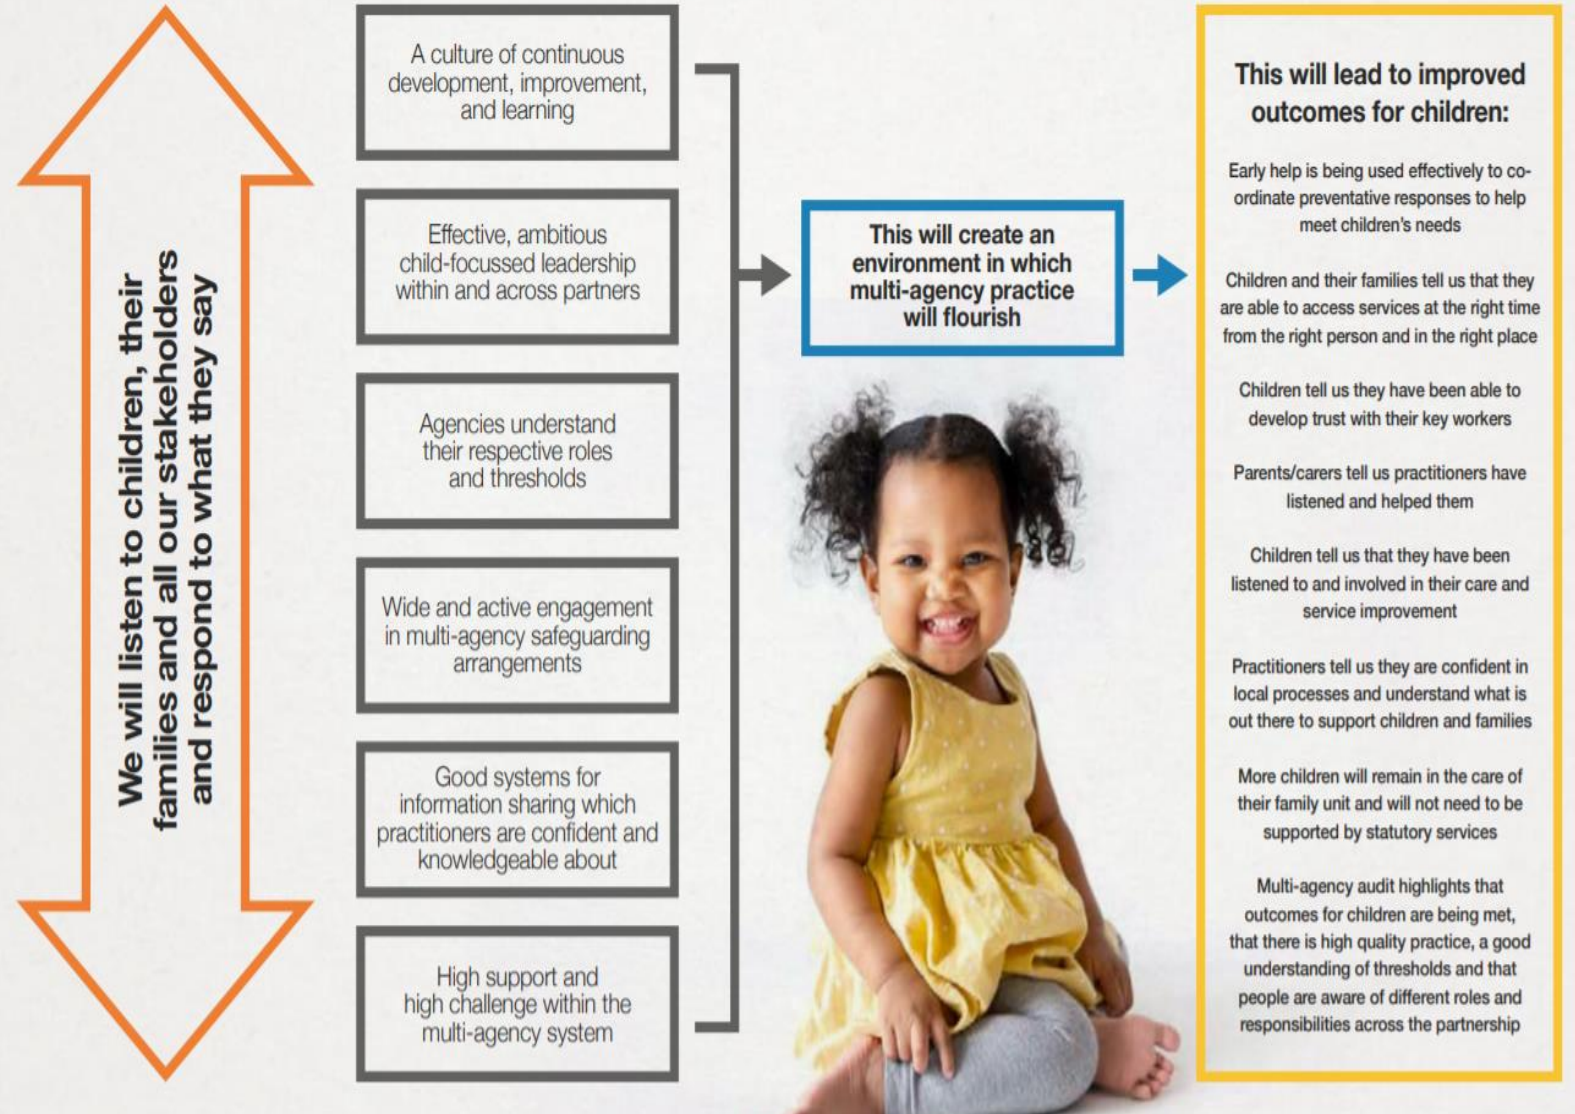 We will listen to children, their
families and all our stakeholders
and respond to what they say
A culture of continuous
development, improvement,
and learning
Effective, ambitious
child-focussed leadership
within and across partners
Agencies understand
their respective roles
and thresholds
Wide and active engagement
in multi-agency safeguarding
arrangements
Good systems for
information sharing which
practitioners are confident and
knowledgeable about
High support and
high challenge within the
multi-agency system
This will create an
environment in which
multi-agency practice
will flourish
This will lead to improved
outcomes for children:
Early help is being used effectively to co-
ordinate preventative responses to help
meet children's needs
Children and their families tell us that they
are able to access services at the right time
from the right person and in the right place
Children tell us they have been able to
develop trust with their key workers
Parents/carers tell us practitioners have
listened and helped them
Children tell us that they have been
listened to and involved in their care and
service improvement
Practitioners tell us they are confident in
local processes and understand what is
out there to support children and families
More children will remain in the care of
their family unit and will not need to be
supported by statutory services
Multi-agency audit highlights that
outcomes for children are being met,
that there is high quality practice, a good
understanding of thresholds and that
people are aware of different roles and
responsibilities across the partnership